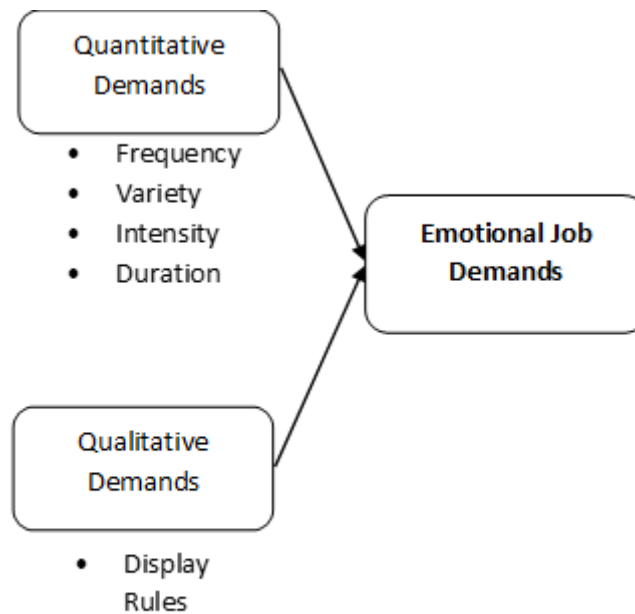 Quantitative
Demands
• Frequency
• Variety
• Intensity
• Duration
Emotional Job
Demands
Qualitative
Demands
• Display
Rules